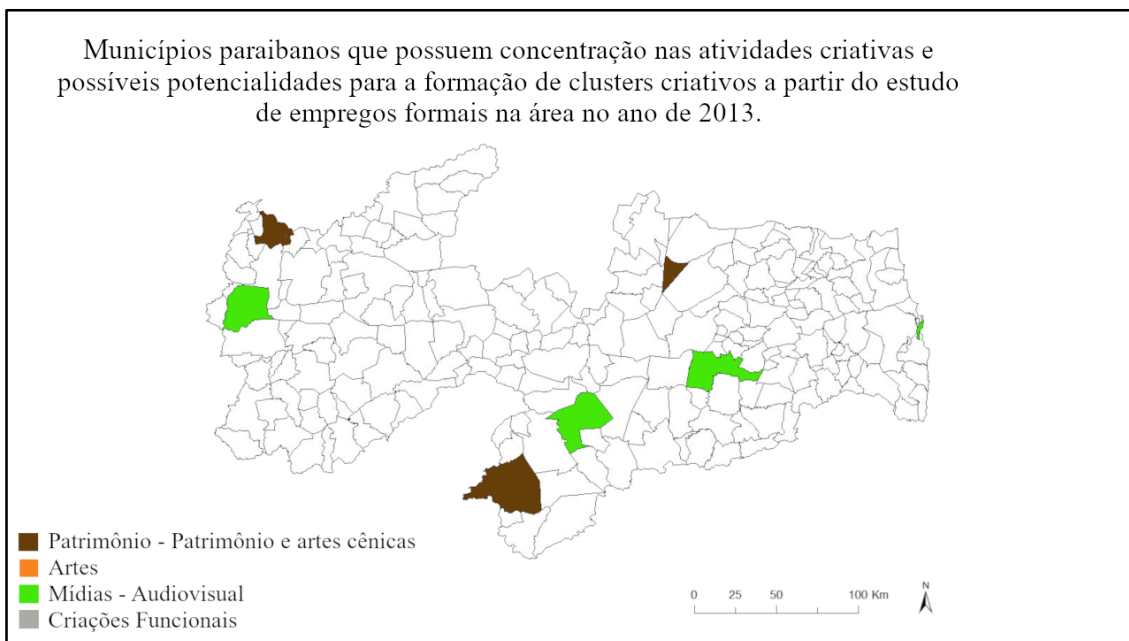 Municípios paraibanos que possuem concentração nas atividades criativas e
possíveis potencialidades para a formação de clusters criativos a partir do estudo
de empregos formais na área no ano de 2013.
Patrimônio - Patrimônio e artes cênicas
Artes
Mídias - Audiovisual
Criações Funcionais
0 25 50 100 Km
N